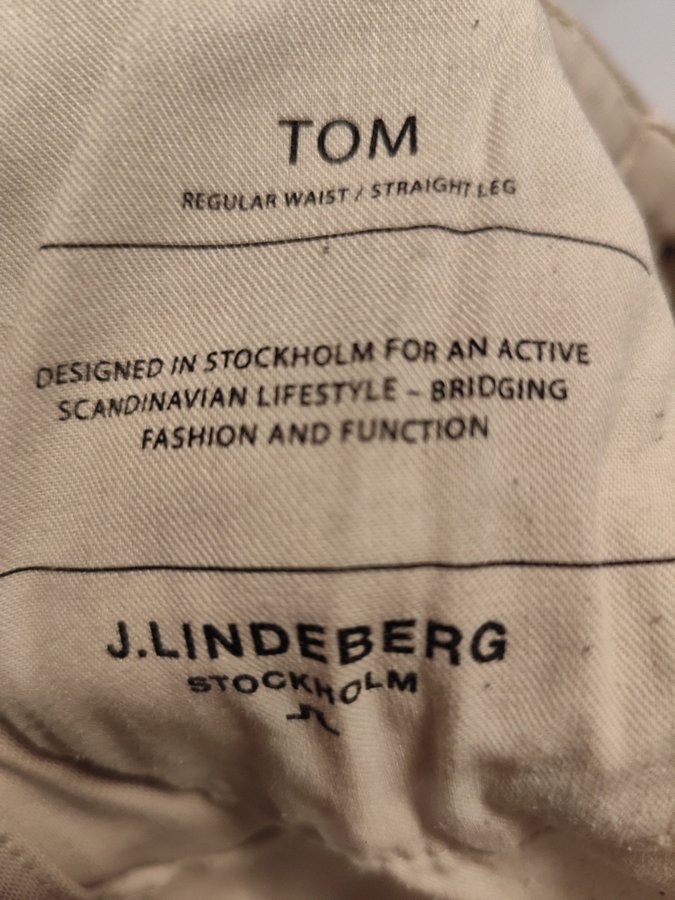 TOM
REGULAR WAIST / STRAIGHT LEG
DESIGNED IN STOCKHOLM FOR AN ACTIVE
SCANDINAVIAN LIFESTYLE ~ BRIDGING
FASHION AND FUNCTION
J.LINDEBERG
STOCKHOLM